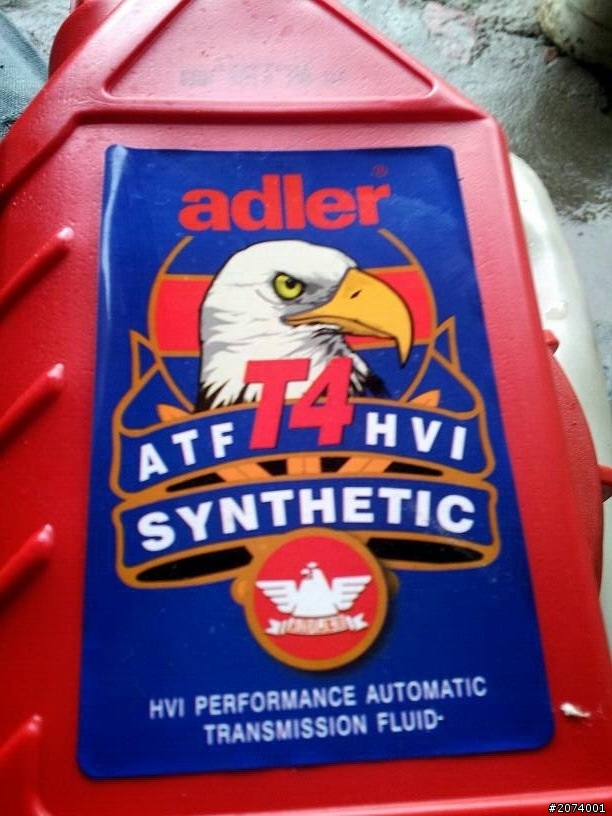 adler®
T4
ATF HVI
SYNTHETIC
HVI PERFORMANCE AUTOMATIC
TRANSMISSION FLUID
#2074001